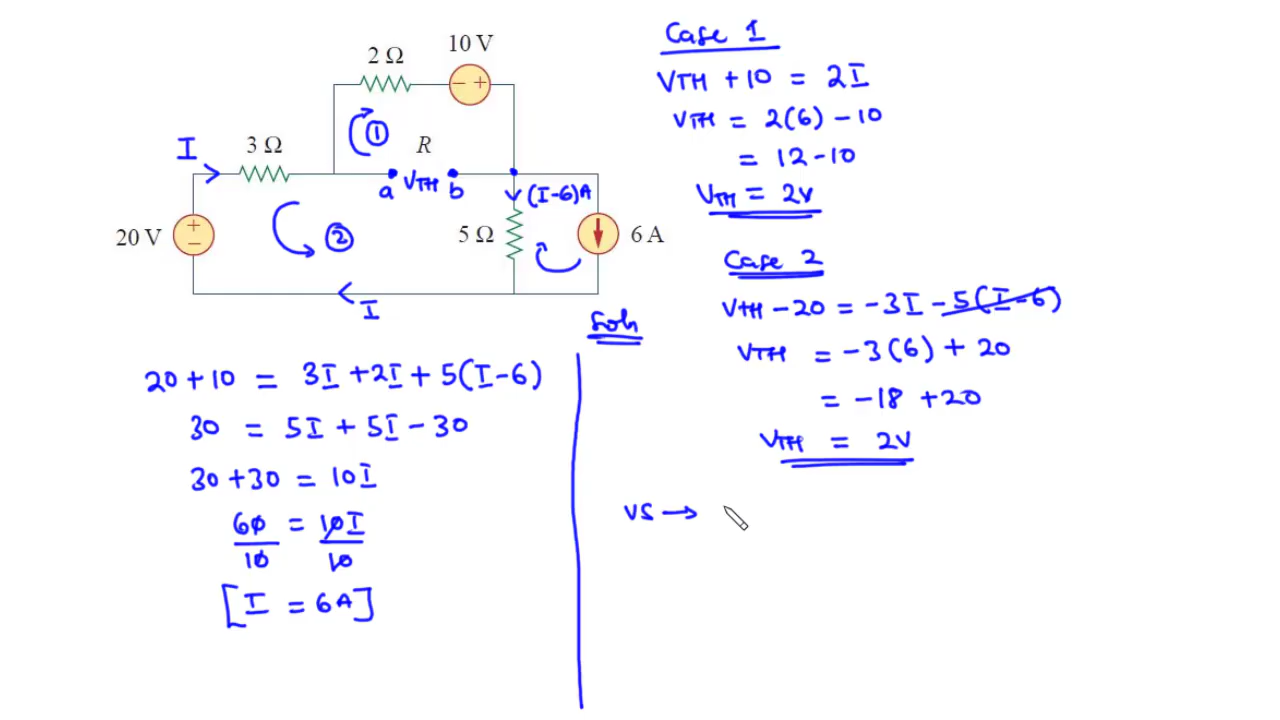 2 Ω
10 V
I
3 Ω
1
R
a VTH b
(I-6)A
20 V
2
5 Ω
6 A
I
Soln
20 + 10 = 3I + 2I + 5(I-6)
30 = 5I + 5I - 30
30 + 30 = 10I
60 = 10I
10 10
[I = 6A]
Case 1
VTH + 10 = 2I
VTH = 2(6) - 10
= 12 - 10
VTH = 2V
Case 2
VTH - 20 = -3I - 5(I-6)
VTH = -3(6) + 20
= -18 + 20
VTH = 2V
VS →